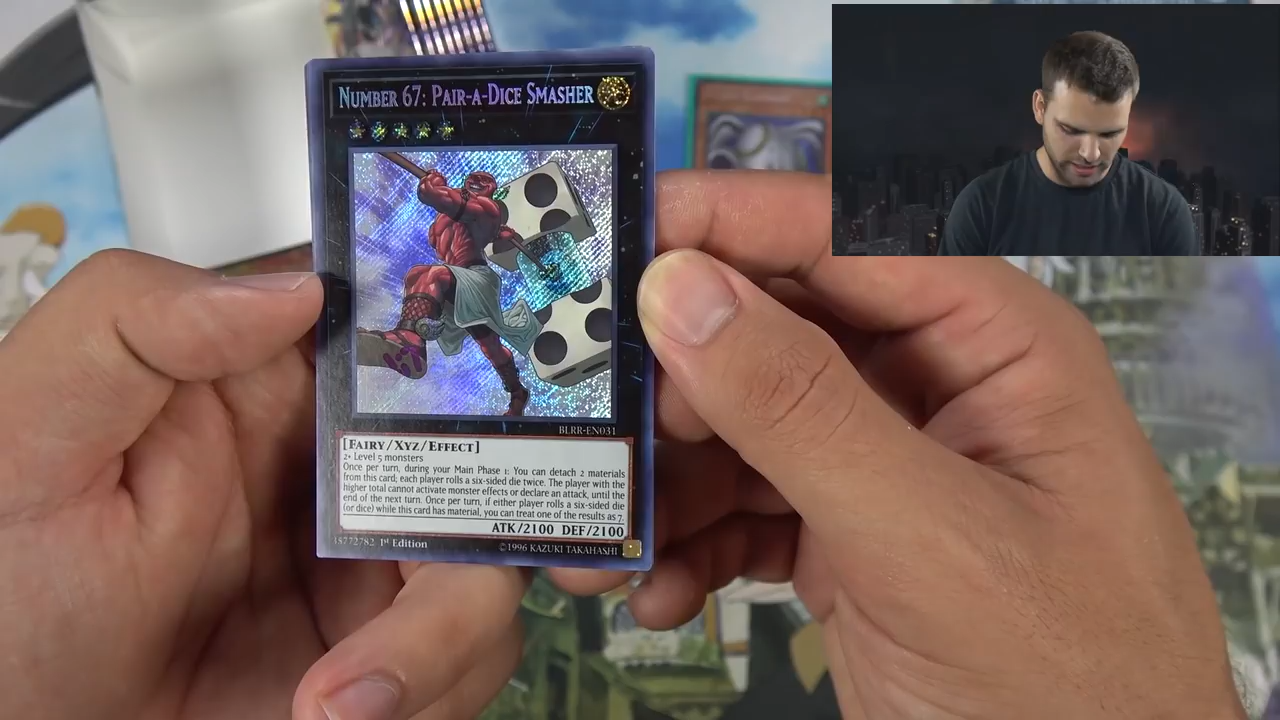 Number 67: Pair-a-Dice Smasher
BLRR-EN031
[Fairy/Xyz/Effect]
2+ Level 5 monsters
Once per turn, during your Main Phase 1: You can detach 2 materials
from this card; each player rolls a six-sided die twice. The player with the
higher total cannot activate monster effects or declare an attack, until the
end of the next turn. Once per turn, if either player rolls a six-sided die
(or dice) while this card has material, you can treat one of the results as 7.
ATK/2100 DEF/2100
15772782 1st Edition
©1996 KAZUKI TAKAHASHI